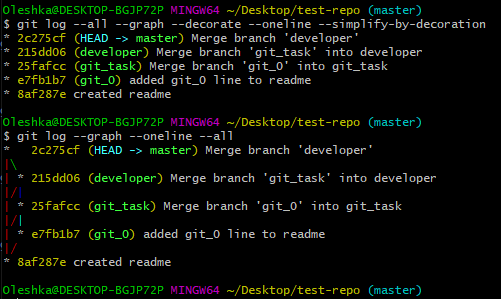 Oleshka@DESKTOP-BGJP72P MINGW64 ~/Desktop/test-repo (master)
$ git log --all --graph --decorate --oneline --simplify-by-decoration
* 2c275cf (HEAD -> master) Merge branch 'developer'
* 215dd06 (developer) Merge branch 'git_task' into developer
* 25fafcc (git_task) Merge branch 'git_0' into git_task
* e7fb1b7 (git_0) added git_0 line to readme
* 8af287e created readme

Oleshka@DESKTOP-BGJP72P MINGW64 ~/Desktop/test-repo (master)
$ git log --graph --oneline --all
*   2c275cf (HEAD -> master) Merge branch 'developer'
|\
| * 215dd06 (developer) Merge branch 'git_task' into developer
|/|
| * 25fafcc (git_task) Merge branch 'git_0' into git_task
|/|
| * e7fb1b7 (git_0) added git_0 line to readme
|/
* 8af287e created readme

Oleshka@DESKTOP-BGJP72P MINGW64 ~/Desktop/test-repo (master)